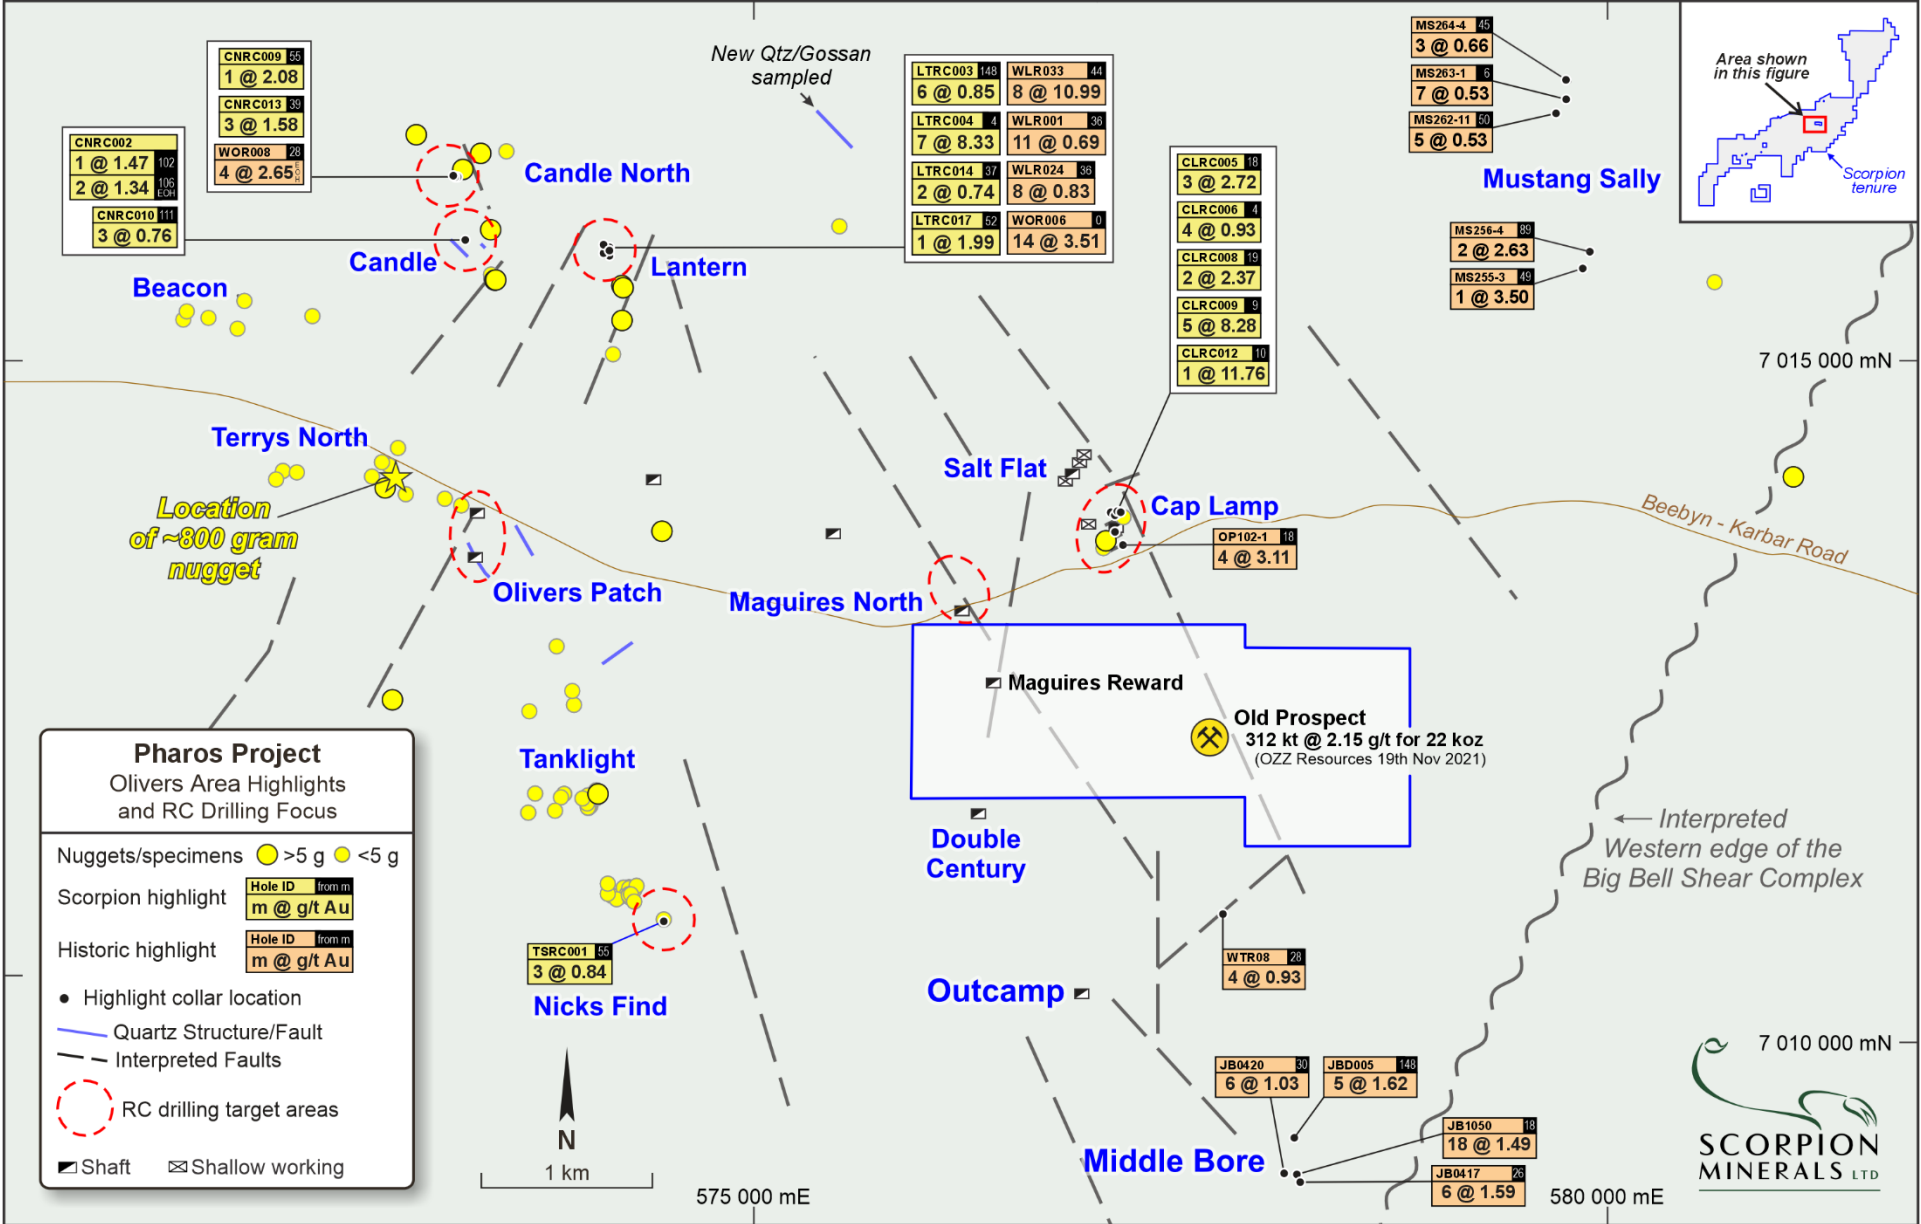 CNRC009 55
1 @ 2.08
CNRC013 39
3 @ 1.58
WOR008 28
4 @ 2.65 EOH
CNRC002
1 @ 1.47 102
2 @ 1.34 106 EOH
CNRC010 111
3 @ 0.76
New Qtz/Gossan
sampled
LTRC003 148
6 @ 0.85
LTRC004 4
7 @ 8.33
LTRC014 37
2 @ 0.74
LTRC017 52
1 @ 1.99
WLR033 44
8 @ 10.99
WLR001 36
11 @ 0.69
WLR024 36
8 @ 0.83
WOR006 0
14 @ 3.51
CLRC005 18
3 @ 2.72
CLRC006 4
4 @ 0.93
CLRC008 19
2 @ 2.37
CLRC009 9
5 @ 8.28
CLRC012 10
1 @ 11.76
MS264-4 45
3 @ 0.66
MS263-1 6
7 @ 0.53
MS262-11 50
5 @ 0.53
Mustang Sally
MS256-4 89
2 @ 2.63
MS255-3 49
1 @ 3.50
Area shown
in this figure
Scorpion
tenure
Candle North
Candle
Lantern
Beacon
7 015 000 mN
Terrys North
Location
of ~800 gram
nugget
Olivers Patch
Salt Flat
Cap Lamp
OP102-1 18
4 @ 3.11
Beebyn - Karbar Road
Maguires North
Maguires Reward
Old Prospect
312 kt @ 2.15 g/t for 22 koz
(OZZ Resources 19th Nov 2021)
Tanklight
Double
Century
Interpreted
Western edge of the
Big Bell Shear Complex
TSRC001 55
3 @ 0.84
Nicks Find
WTR08 28
4 @ 0.93
Outcamp
7 010 000 mN
JB0420 30
6 @ 1.03
JBD005 148
5 @ 1.62
JB1050 18
18 @ 1.49
JB0417 26
6 @ 1.59
Middle Bore
Pharos Project
Olivers Area Highlights
and RC Drilling Focus
Nuggets/specimens >5 g <5 g
Scorpion highlight
Hole ID from m
m @ g/t Au
Historic highlight
Hole ID from m
m @ g/t Au
Highlight collar location
Quartz Structure/Fault
Interpreted Faults
RC drilling target areas
Shaft Shallow working
N
1 km
575 000 mE
580 000 mE
SCORPION
MINERALS LTD